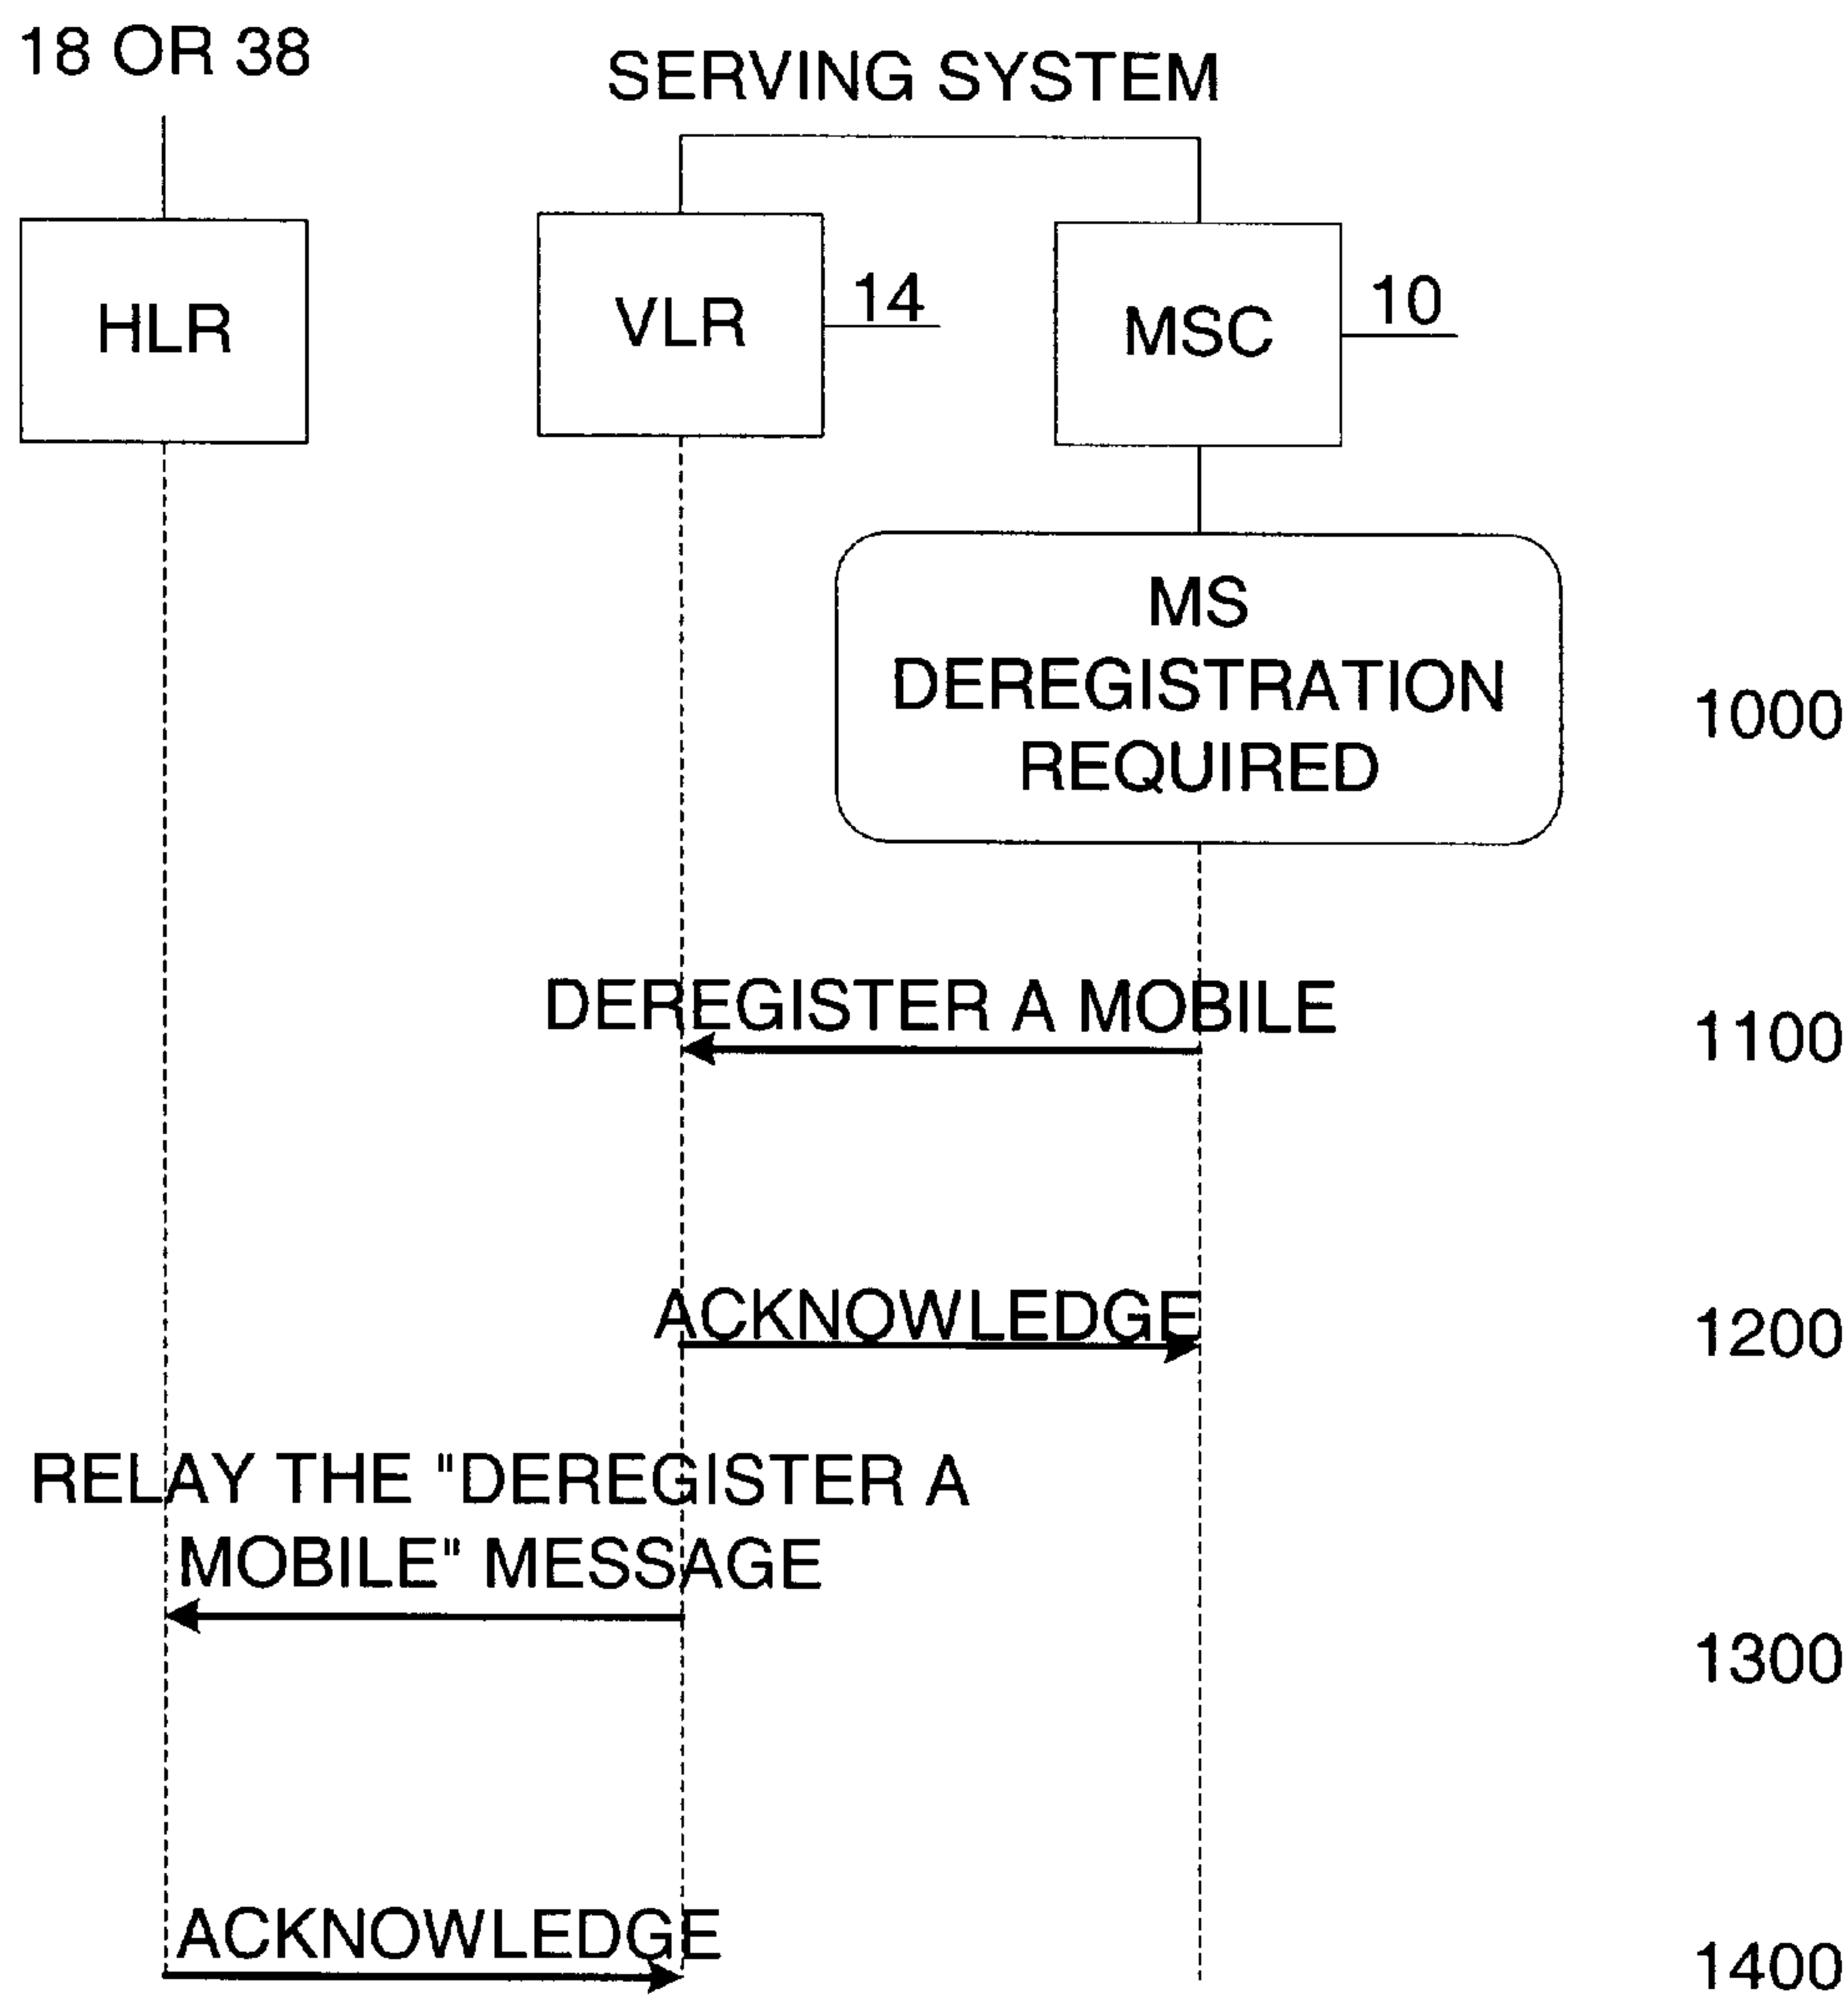 18 OR 38
SERVING SYSTEM
HLR
VLR
14
MSC
10
MS
DEREGISTRATION
REQUIRED
1000
DEREGISTER A MOBILE
1100
ACKNOWLEDGE
1200
RELAY THE "DEREGISTER A
MOBILE" MESSAGE
1300
ACKNOWLEDGE
1400